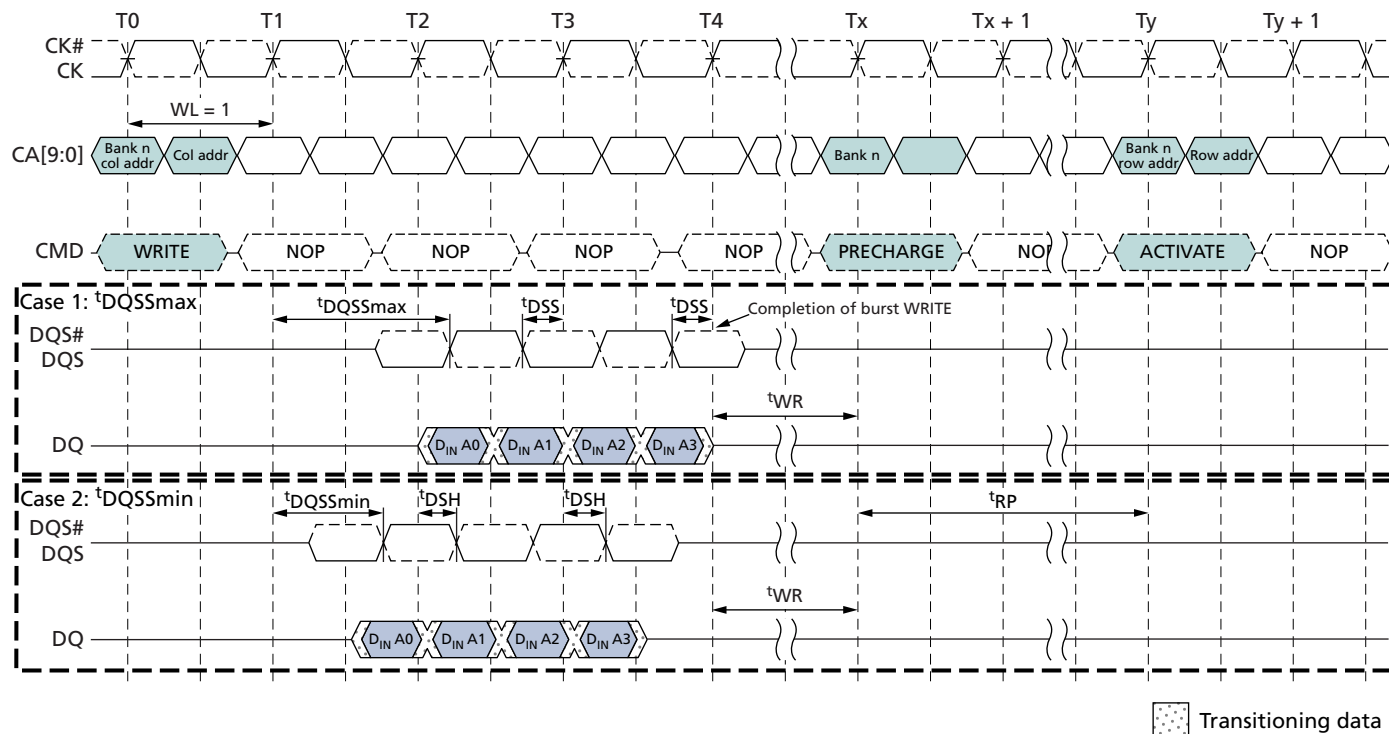 T0 T1 T2 T3 T4 Tx Tx + 1 Ty Ty + 1
CK#
CK
WL = 1
CA[9:0]
Bank n
col addr
Col addr
Bank n
Bank n
row addr
Row addr
CMD
WRITE NOP NOP NOP NOP PRECHARGE NOP ACTIVATE NOP
Case 1: tDQSSmax
tDQSSmax tDSS tDSS
Completion of burst WRITE
DQS#
DQS
tWR
DQ
DIN A0 DIN A1 DIN A2 DIN A3
Case 2: tDQSSmin
tDQSSmin tDSH tDSH
tRP
DQS#
DQS
tWR
DQ
DIN A0 DIN A1 DIN A2 DIN A3
Transitioning data